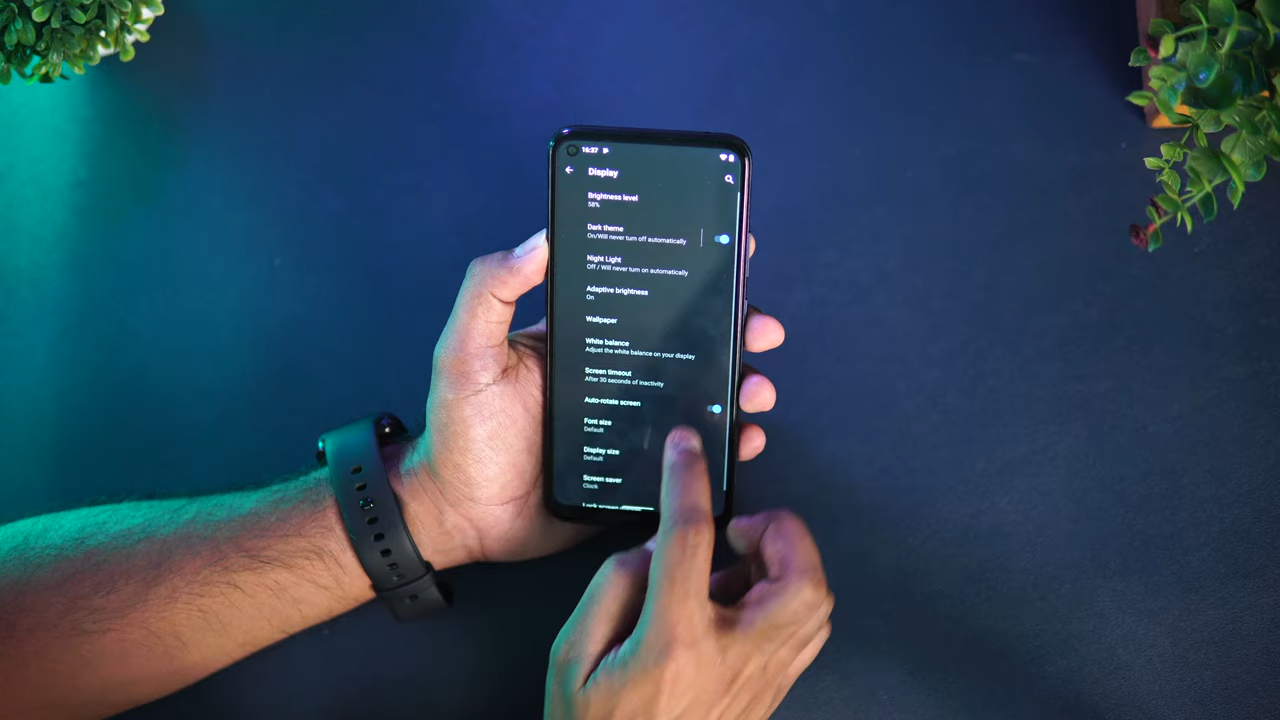 16:37
Display
Brightness level
58%
Dark theme
On/Will never turn off automatically
Night Light
Off / Will never turn on automatically
Adaptive brightness
On
Wallpaper
White balance
Adjust the white balance on your display
Screen timeout
After 30 seconds of inactivity
Auto-rotate screen
Font size
Default
Display size
Default
Screen saver
Clock
Lock screen